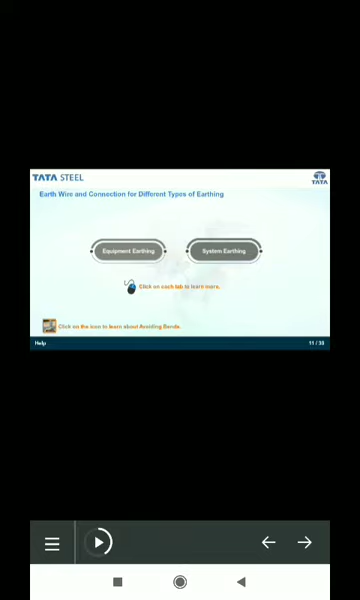 TATA STEEL
TATA
Earth Wire and Connection for Different Types of Earthing
Equipment Earthing
System Earthing
Click on each tab to learn more.
Click on the icon to learn about Avoiding Bends.
Help
11 / 38